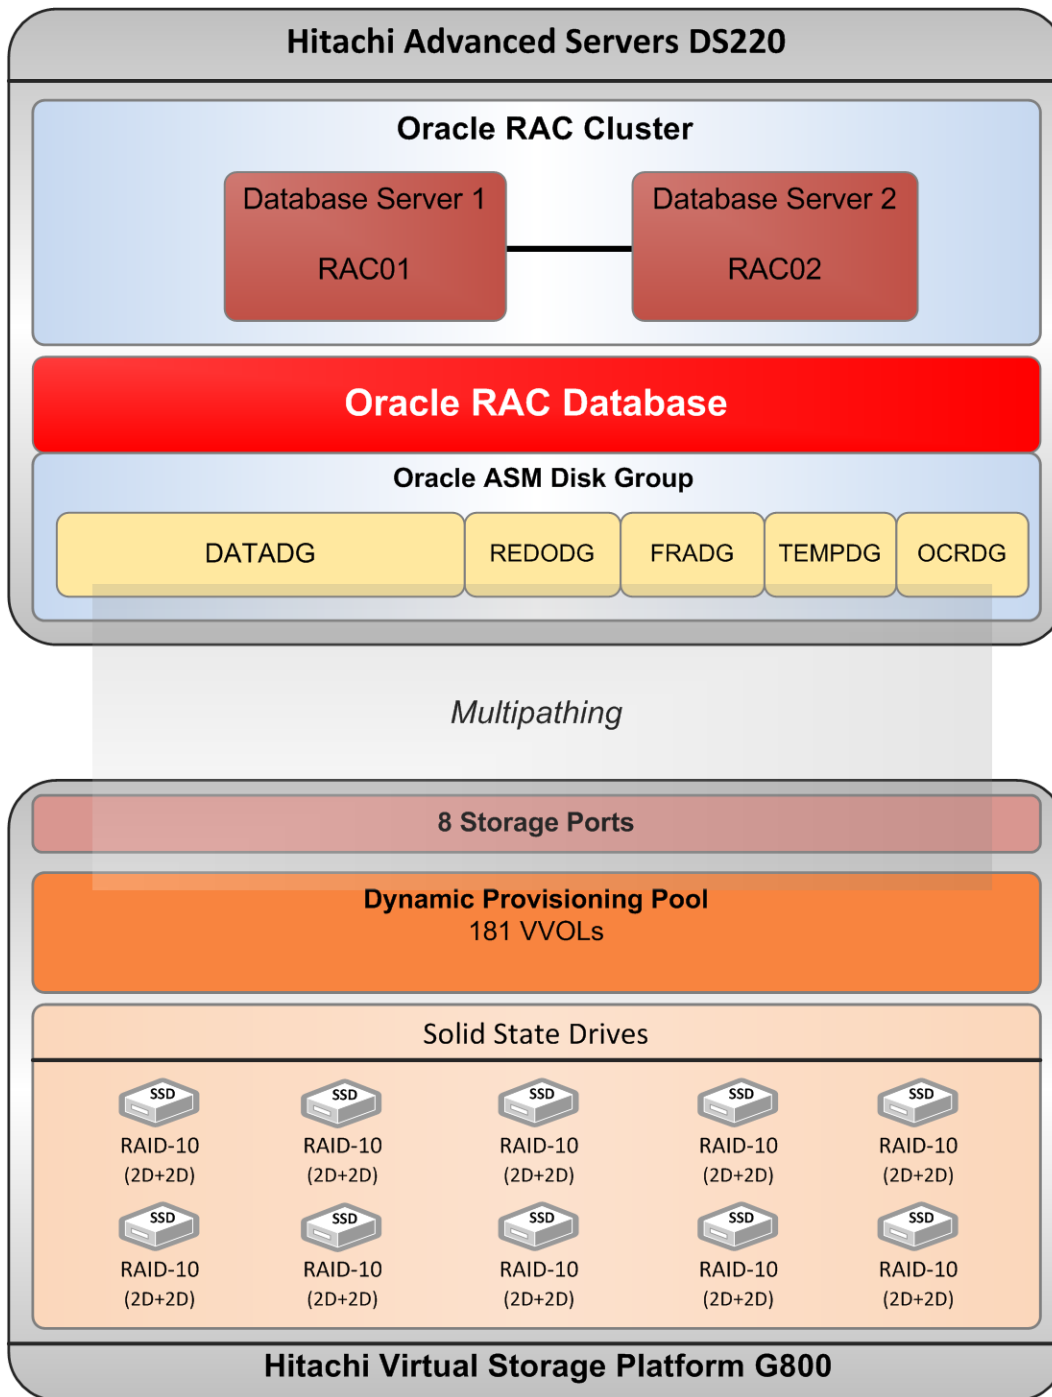 Hitachi Advanced Servers DS220
Oracle RAC Cluster
Database Server 1
RAC01
Database Server 2
RAC02
Oracle RAC Database
Oracle ASM Disk Group
DATADG
REDODG
FRADG
TEMPDG
OCRDG
Multipathing
8 Storage Ports
Dynamic Provisioning Pool
181 VVOLs
Solid State Drives
SSD
RAID-10
(2D+2D)
SSD
RAID-10
(2D+2D)
SSD
RAID-10
(2D+2D)
SSD
RAID-10
(2D+2D)
SSD
RAID-10
(2D+2D)
SSD
RAID-10
(2D+2D)
SSD
RAID-10
(2D+2D)
SSD
RAID-10
(2D+2D)
SSD
RAID-10
(2D+2D)
SSD
RAID-10
(2D+2D)
Hitachi Virtual Storage Platform G800